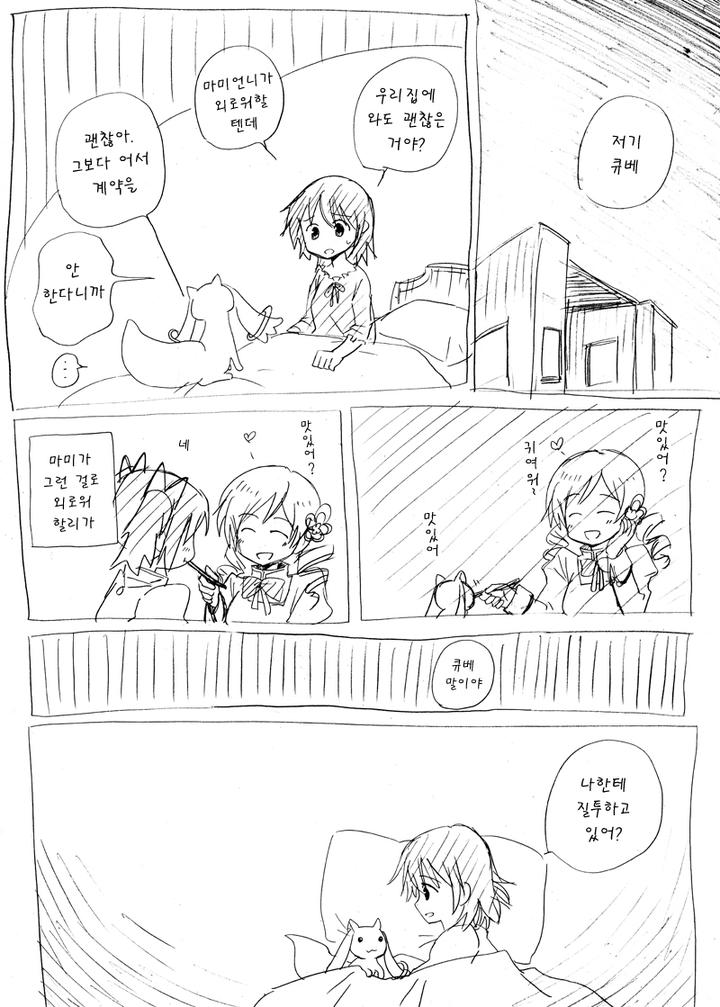 저기
큐베
우리집에
와도 괜찮은
거야?
마미언니가
외로워할
텐데
괜찮아.
그보다 어서
계약을
안
한다니까
...
맛있어?
귀여워♡
맛있어
맛있어?
♡
네
마미가
그런 걸로
외로워
할리가
큐베
말이야
나한테
질투하고
있어?